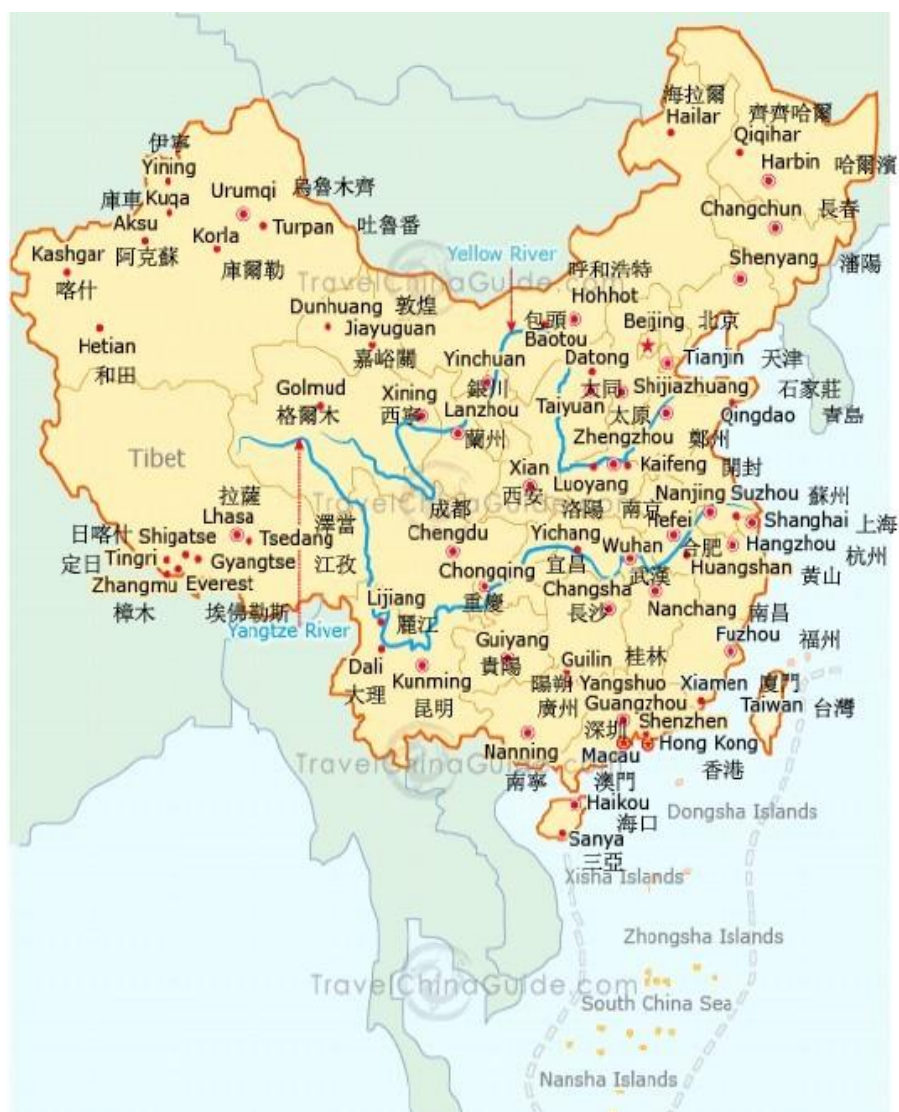 海拉爾
Hailar
齊齊哈爾
Qiqihar
Harbin 哈爾濱
Changchun 長春
Shenyang 瀋陽
伊寧
Yining
庫車 Kuqa
Urumqi 烏魯木齊
Turpan 吐魯番
Aksu
阿克蘇
Korla
庫爾勒
Kashgar
喀什
Hetian
和田
Yellow River
TravelChinaGuide.com
呼和浩特
Hohhot
包頭
Baotou
Beijing 北京
Tianjin 天津
Dunhuang 敦煌
Jiayuguan
嘉峪關
Yinchuan
銀川
Datong
大同
Shijiazhuang 石家莊
Taiyuan 太原
Qingdao 青島
Golmud
格爾木
Xining
西寧
Lanzhou
蘭州
Zhengzhou 鄭州
Kaifeng 開封
Luoyang
洛陽
Xian
西安
Tibet
TravelChinaGuide.com
拉薩
Lhasa
日喀什 Shigatse
Tsedang 澤當
定日 Tingri
Gyangtse 江孜
Zhangmu
樟木
Everest
埃佛勒斯
Yangtze River
成都
Chengdu
Chongqing
重慶
Yichang
宜昌
南京
Nanjing
Suzhou 蘇州
Shanghai 上海
Hefei
合肥
Hangzhou 杭州
Wuhan
武漢
Huangshan 黃山
Changsha
長沙
Nanchang 南昌
Lijiang
麗江
Dali
大理
Kunming
昆明
Guiyang
貴陽
Guilin 桂林
陽朔 Yangshuo
Fuzhou 福州
Xiamen 廈門
Taiwan 台灣
廣州 Guangzhou
深圳 Shenzhen
Nanning
南寧
Macau
澳門
Hong Kong
香港
TravelChinaGuide.com
Haikou
海口
Sanya
三亞
Dongsha Islands
Xisha Islands
Zhongsha Islands
TravelChinaGuide.com
South China Sea
Nansha Islands